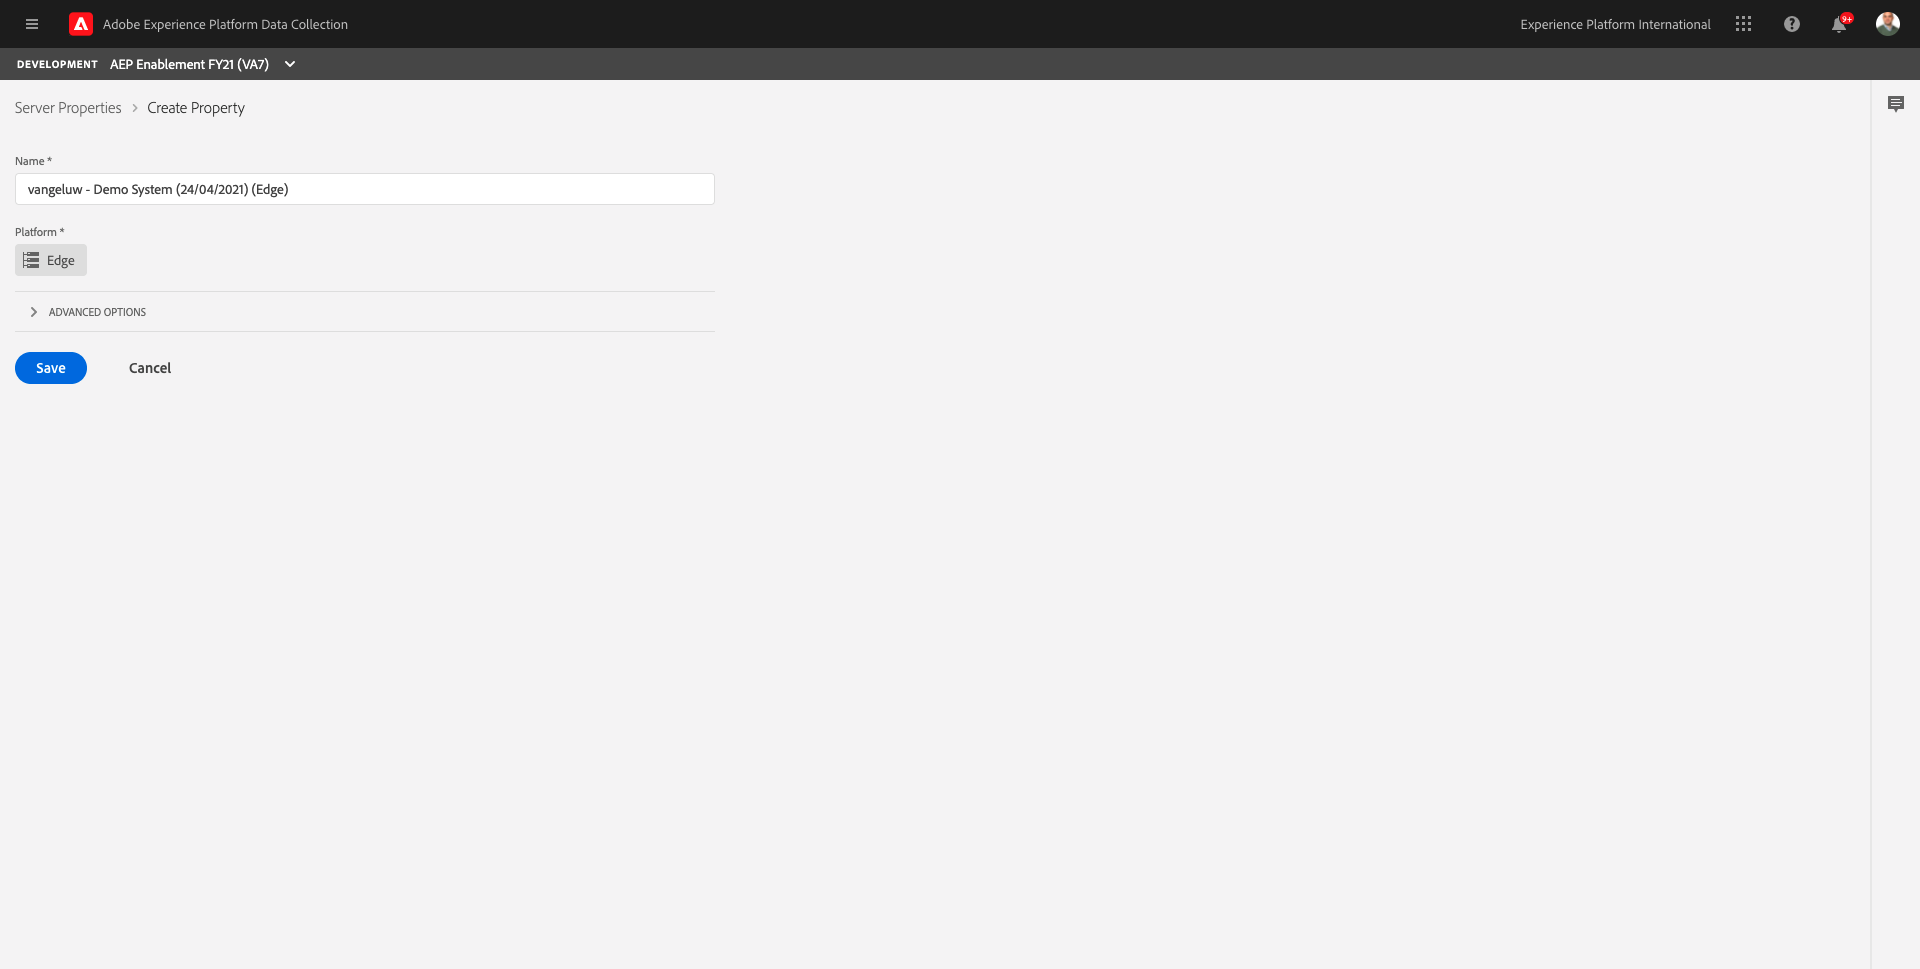 Adobe Experience Platform Data Collection
Experience Platform International
9+
DEVELOPMENT AEP Enablement FY21 (VA7)
Server Properties > Create Property
Name *
vangeluw - Demo System (24/04/2021) (Edge)
Platform *
Edge
ADVANCED OPTIONS
Save Cancel